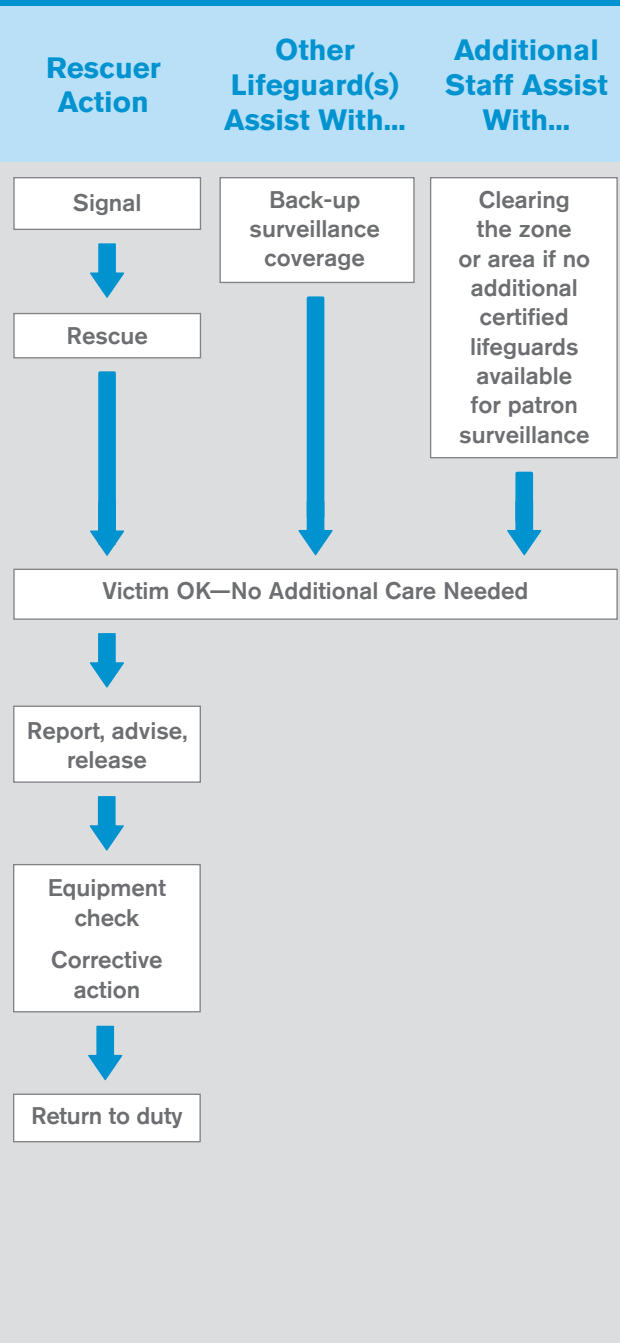 Rescuer
Action
Other
Lifeguard(s)
Assist With...
Additional
Staff Assist
With...
Signal
Back-up
surveillance
coverage
Clearing
the zone
or area if no
additional
certified
lifeguards
available
for patron
surveillance
Rescue
Victim OK—No Additional Care Needed
Report, advise,
release
Equipment
check
Corrective
action
Return to duty